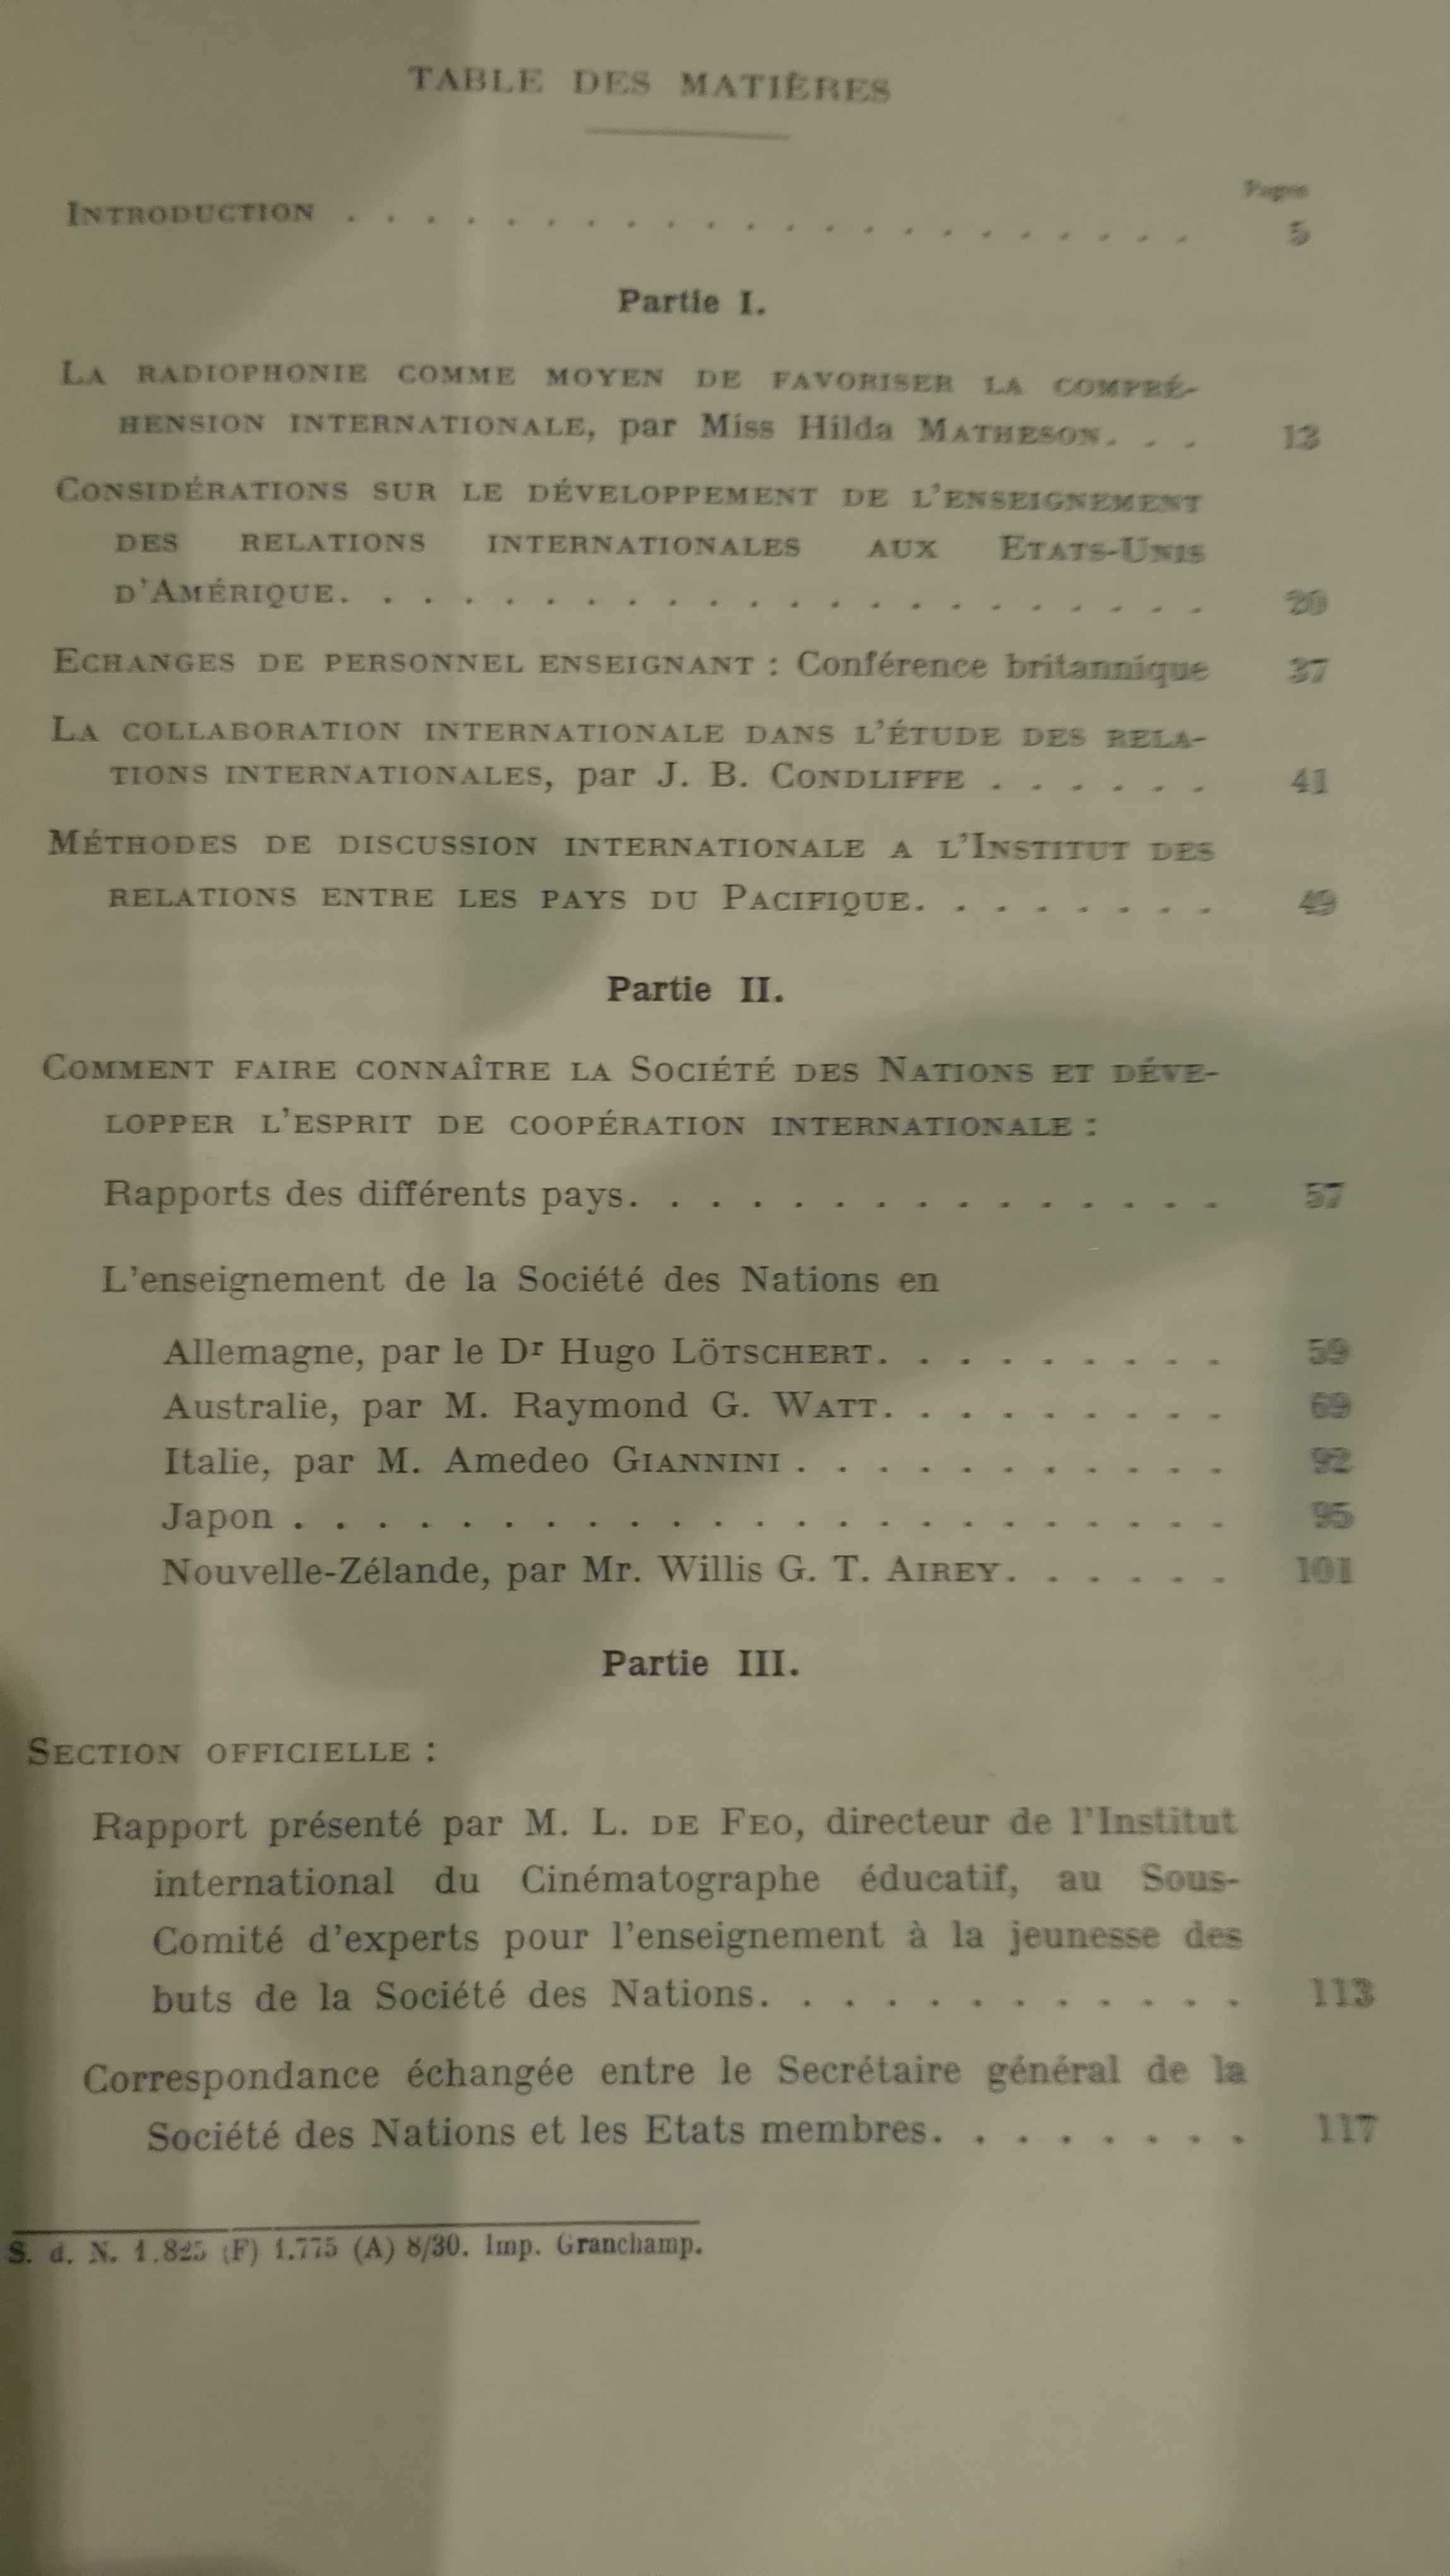 TABLE DES MATIÈRES
Pages
INTRODUCTION . . . . . . . . . . . . . . . . . . . . . . 5
Partie I.
LA RADIOPHONIE COMME MOYEN DE FAVORISER LA COMPRÉ-
HENSION INTERNATIONALE, par Miss Hilda MATHESON. . . 13
CONSIDÉRATIONS SUR LE DÉVELOPPEMENT DE L'ENSEIGNEMENT
DES RELATIONS INTERNATIONALES AUX ETATS-UNIS
D'AMÉRIQUE. . . . . . . . . . . . . . . . . . . . . . 20
ECHANGES DE PERSONNEL ENSEIGNANT : Conférence britannique 37
LA COLLABORATION INTERNATIONALE DANS L'ÉTUDE DES RELA-
TIONS INTERNATIONALES, par J. B. CONDLIFFE . . . . . . 41
MÉTHODES DE DISCUSSION INTERNATIONALE A L'INSTITUT DES
RELATIONS ENTRE LES PAYS DU PACIFIQUE. . . . . . . . 49
Partie II.
COMMENT FAIRE CONNAÎTRE LA SOCIÉTÉ DES NATIONS ET DÉVE-
LOPPER L'ESPRIT DE COOPÉRATION INTERNATIONALE :
Rapports des différents pays. . . . . . . . . . . . . . . 57
L'enseignement de la Société des Nations en
Allemagne, par le Dr Hugo LÖTSCHERT. . . . . . . . . 59
Australie, par M. Raymond G. WATT. . . . . . . . . 69
Italie, par M. Amedeo GIANNINI . . . . . . . . . . . 92
Japon . . . . . . . . . . . . . . . . . . . . . . . 95
Nouvelle-Zélande, par Mr. Willis G. T. AIREY. . . . . . 101
Partie III.
SECTION OFFICIELLE :
Rapport présenté par M. L. DE FEO, directeur de l'Institut
international du Cinématographe éducatif, au Sous-
Comité d'experts pour l'enseignement à la jeunesse des
buts de la Société des Nations. . . . . . . . . . . . 113
Correspondance échangée entre le Secrétaire général de la
Société des Nations et les Etats membres. . . . . . . . 117
S. d. N. 1.825 (F) 1.775 (A) 8/30. Imp. Granchamp.